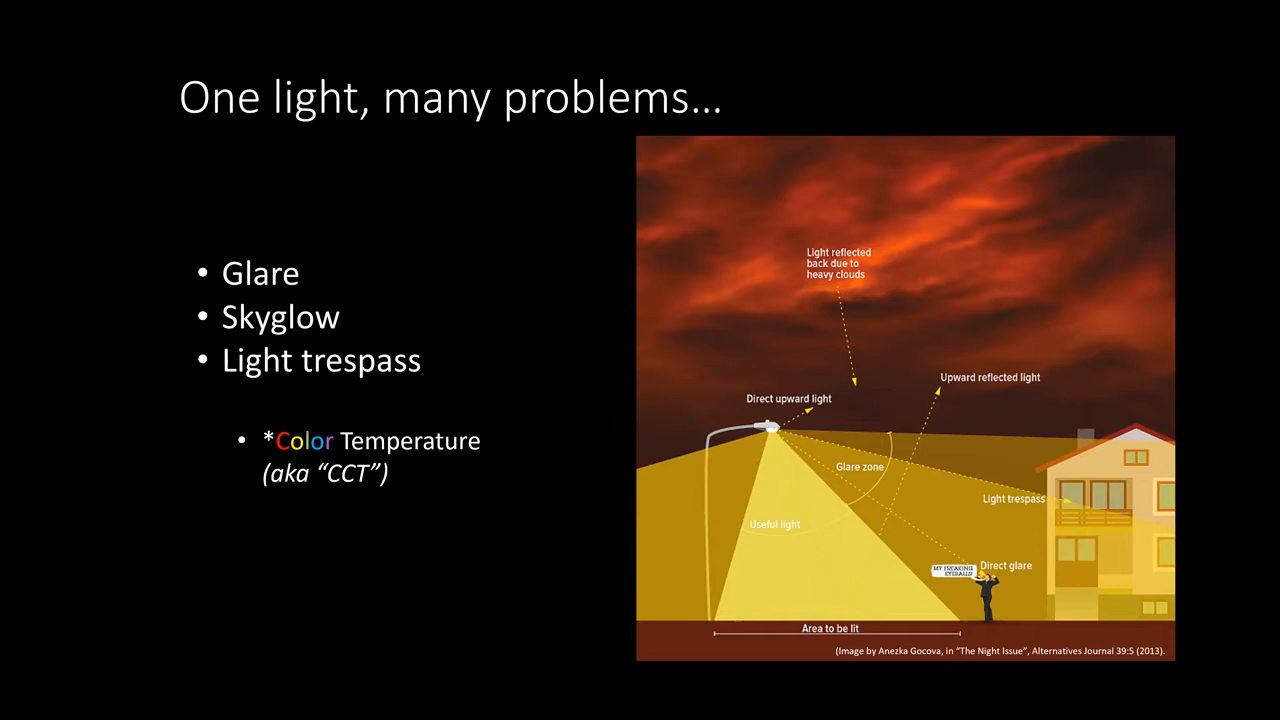 One light, many problems…
• Glare
• Skyglow
• Light trespass
• *Color Temperature
(aka “CCT”)
Light reflected
back due to
heavy clouds
Upward reflected light
Direct upward light
Glare zone
Light trespass
Useful light
Direct glare
MY FREAKING
EYEBALLS!
Area to be lit
(Image by Anezka Gocova, in “The Night Issue”, Alternatives Journal 39:5 (2013).